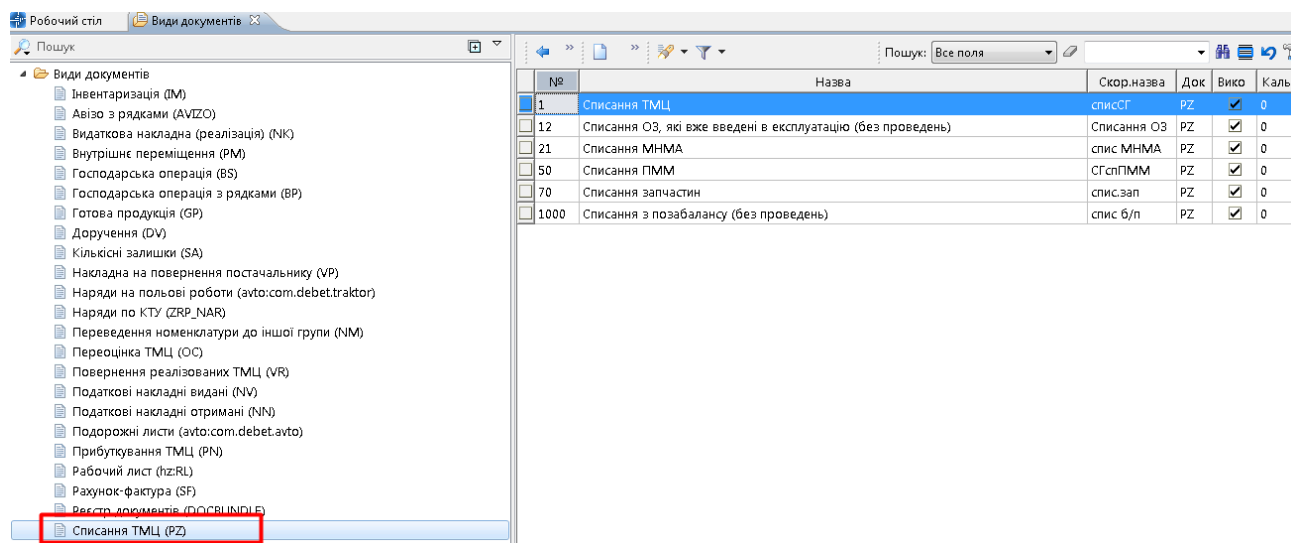 Робочий стіл Види документів
Пошук
Види документів
Інвентаризація (IM)
Авізо з рядками (AVIZO)
Видаткова накладна (реалізація) (NK)
Внутрішнє переміщення (PM)
Господарська операція (BS)
Господарська операція з рядками (BP)
Готова продукція (GP)
Доручення (DV)
Кількісні залишки (SA)
Накладна на повернення постачальнику (VP)
Наряди на польові роботи (avto:com.debet.traktor)
Наряди по КТУ (ZRP_NAR)
Переведення номенклатури до іншої групи (NM)
Переоцінка ТМЦ (OC)
Повернення реалізованих ТМЦ (VR)
Податкові накладні видані (NV)
Податкові накладні отримані (NN)
Подорожні листи (avto:com.debet.avto)
Прибуткування ТМЦ (PN)
Рабочий лист (hz:RL)
Рахунок-фактура (SF)
Реєстр документів (DOCBUNDLE)
Списання ТМЦ (PZ)
Пошук: Все поля
№ Назва Скор.назва Док Вико Каль
1 Списання ТМЦ списСГ PZ 0
12 Списання ОЗ, які вже введені в експлуатацію (без проведень) Списання ОЗ PZ 0
21 Списання МНМА спис МНМА PZ 0
50 Списання ПММ СГспПММ PZ 0
70 Списання запчастин спис.зап PZ 0
1000 Списання з позабалансу (без проведень) спис б/п PZ 0